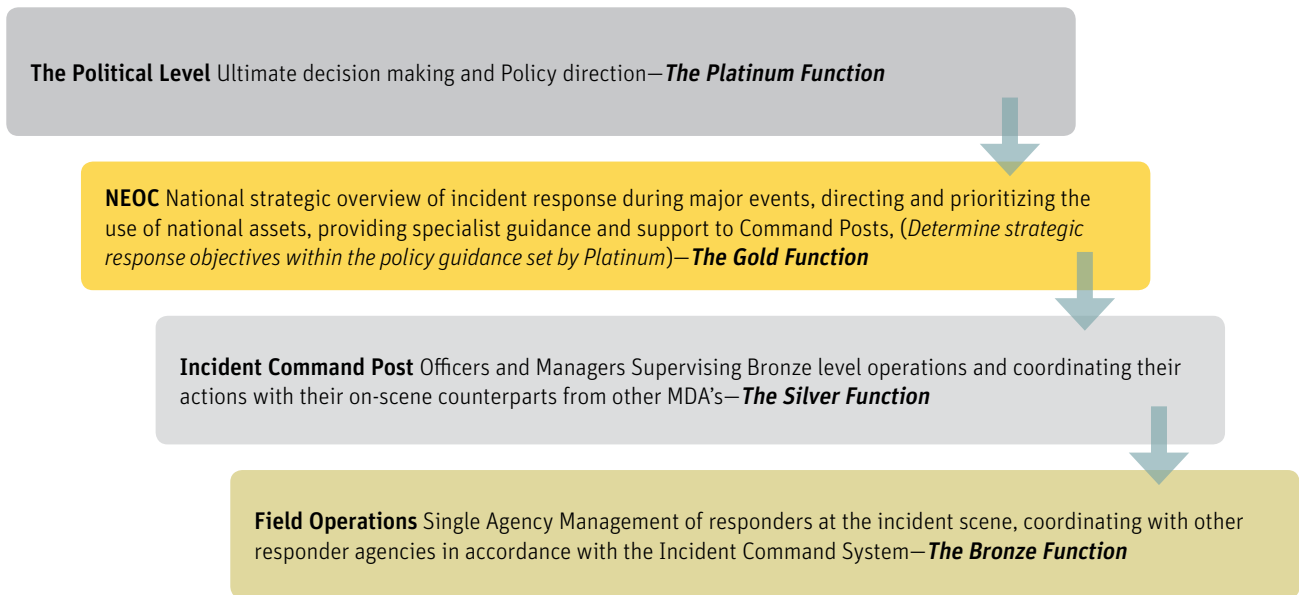 The Political Level Ultimate decision making and Policy direction—The Platinum Function
NEOC National strategic overview of incident response during major events, directing and prioritizing the
use of national assets, providing specialist guidance and support to Command Posts, (Determine strategic
response objectives within the policy guidance set by Platinum)—The Gold Function
Incident Command Post Officers and Managers Supervising Bronze level operations and coordinating their
actions with their on-scene counterparts from other MDA's—The Silver Function
Field Operations Single Agency Management of responders at the incident scene, coordinating with other
responder agencies in accordance with the Incident Command System—The Bronze Function